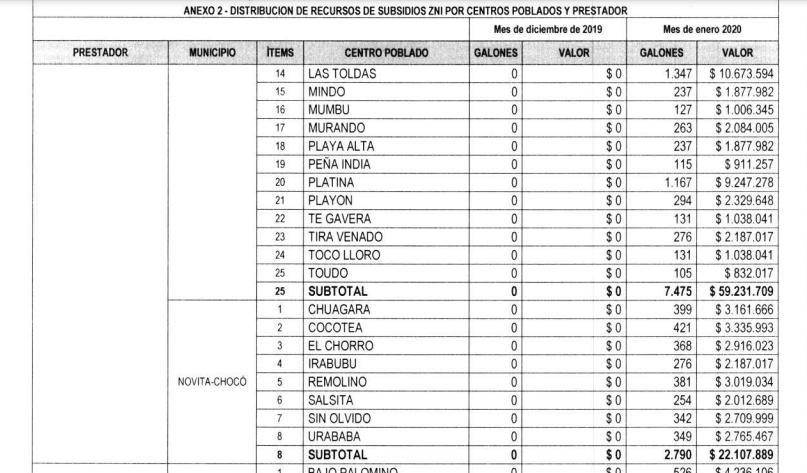 ANEXO 2 - DISTRIBUCION DE RECURSOS DE SUBSIDIOS ZNI POR CENTROS POBLADOS Y PRESTADOR
Mes de diciembre de 2019 Mes de enero 2020
PRESTADOR MUNICIPIO ÍTEMS CENTRO POBLADO GALONES VALOR GALONES VALOR
14 LAS TOLDAS 0 $ 0 1.347 $ 10.673.594
15 MINDO 0 $ 0 237 $ 1.877.982
16 MUMBU 0 $ 0 127 $ 1.006.345
17 MURANDO 0 $ 0 263 $ 2.084.005
18 PLAYA ALTA 0 $ 0 237 $ 1.877.982
19 PEÑA INDIA 0 $ 0 115 $ 911.257
20 PLATINA 0 $ 0 1.167 $ 9.247.278
21 PLAYON 0 $ 0 294 $ 2.329.648
22 TE GAVERA 0 $ 0 131 $ 1.038.041
23 TIRA VENADO 0 $ 0 276 $ 2.187.017
24 TOCO LLORO 0 $ 0 131 $ 1.038.041
25 TOUDO 0 $ 0 105 $ 832.017
25 SUBTOTAL 0 $ 0 7.475 $ 59.231.709
1 CHUAGARA 0 $ 0 399 $ 3.161.666
2 COCOTEA 0 $ 0 421 $ 3.335.993
3 EL CHORRO 0 $ 0 368 $ 2.916.023
4 IRABUBU 0 $ 0 276 $ 2.187.017
NOVITA-CHOCÓ 5 REMOLINO 0 $ 0 381 $ 3.019.034
6 SALSITA 0 $ 0 254 $ 2.012.689
7 SIN OLVIDO 0 $ 0 342 $ 2.709.999
8 URABABA 0 $ 0 349 $ 2.765.467
8 SUBTOTAL 0 $ 0 2.790 $ 22.107.889
1 BAJO PALOMINO 0 $ 0 526 $ 4.236.106